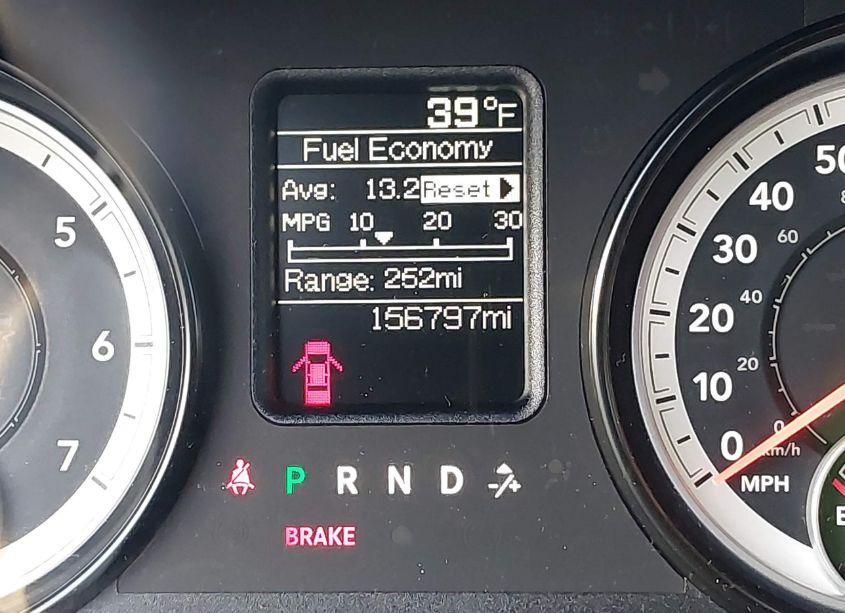 39°F
Fuel Economy
Avg: 13.2 Reset
MPG 10 20 30
Range: 252mi
156797mi
P R N D -/+
BRAKE
5
6
7
50
40
30
20
10
0
MPH
60
40
20
0
km/h